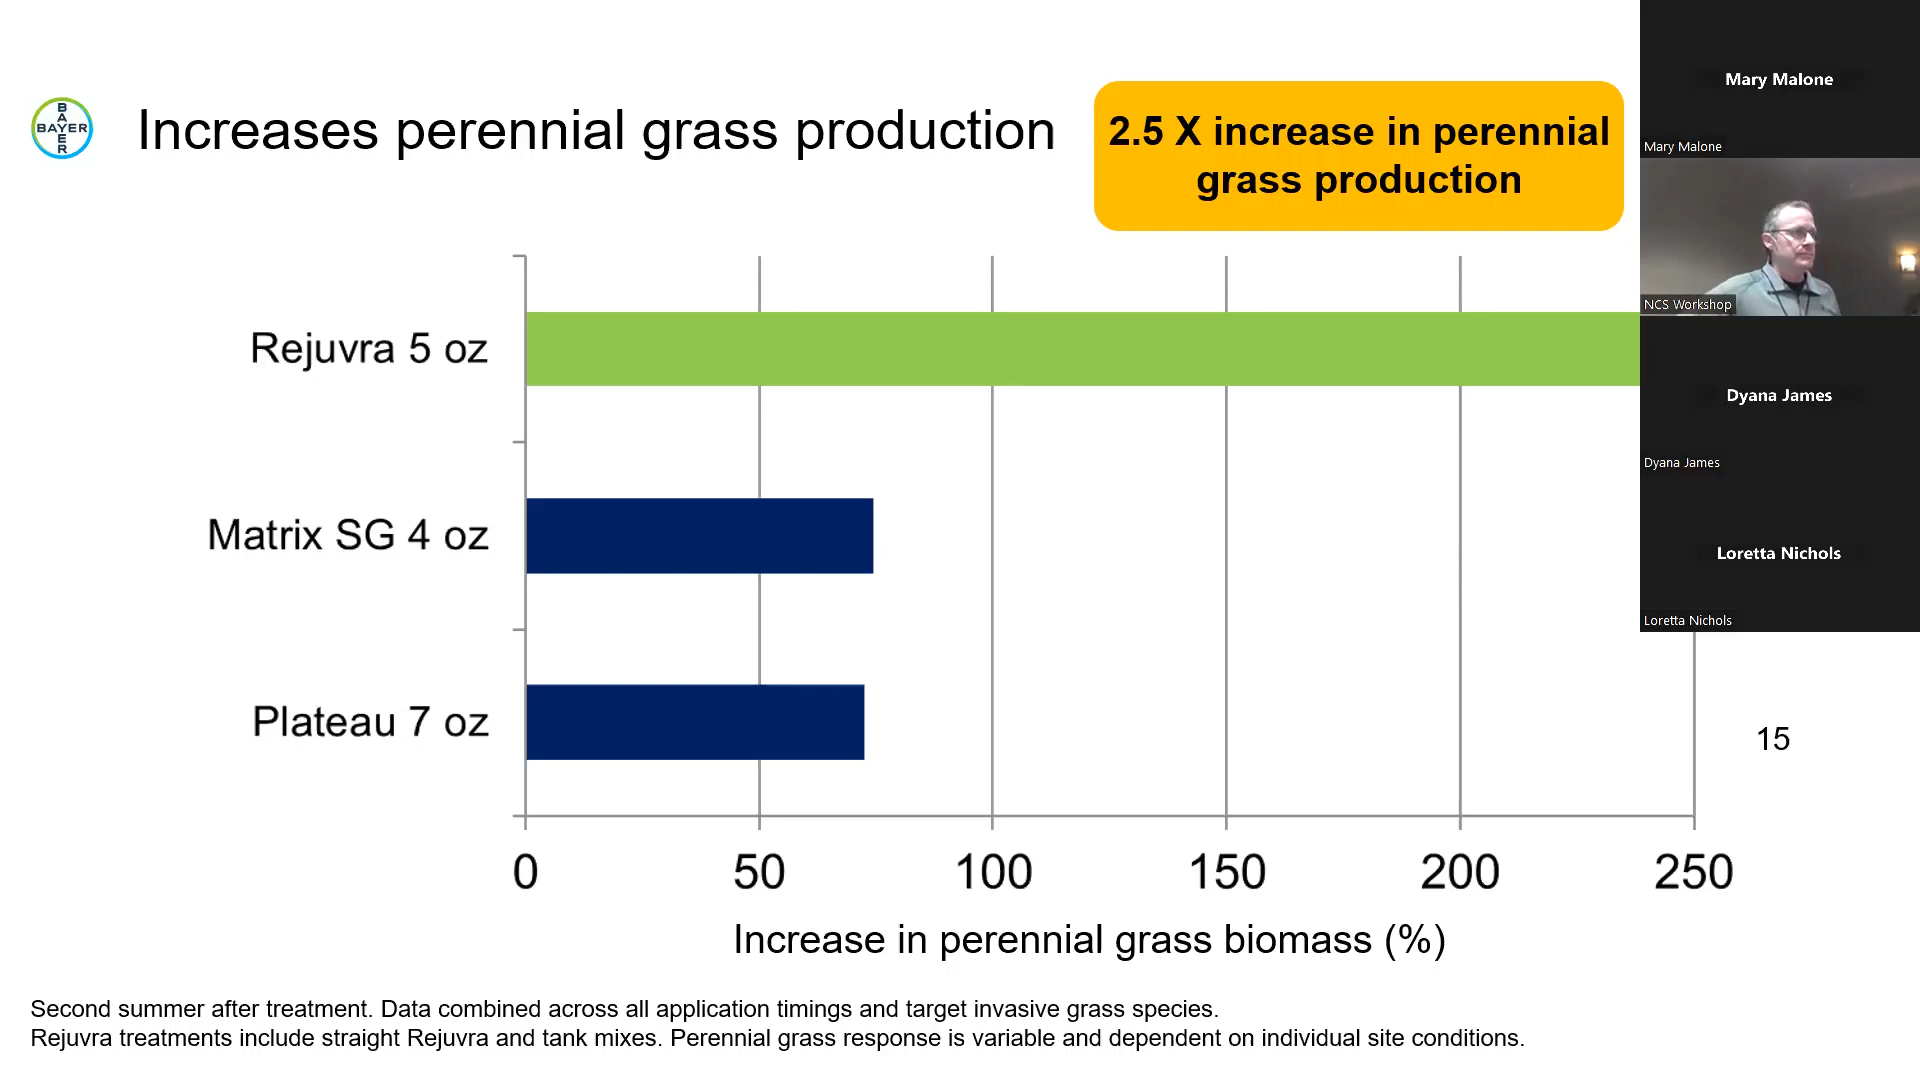 BAYER
BAYER
Increases perennial grass production
2.5 X increase in perennial
grass production
Rejuvra 5 oz
Matrix SG 4 oz
Plateau 7 oz
0
50
100
150
200
250
Increase in perennial grass biomass (%)
Second summer after treatment. Data combined across all application timings and target invasive grass species.
Rejuvra treatments include straight Rejuvra and tank mixes. Perennial grass response is variable and dependent on individual site conditions.
15
Mary Malone
Mary Malone
NCS Workshop
Dyana James
Dyana James
Loretta Nichols
Loretta Nichols